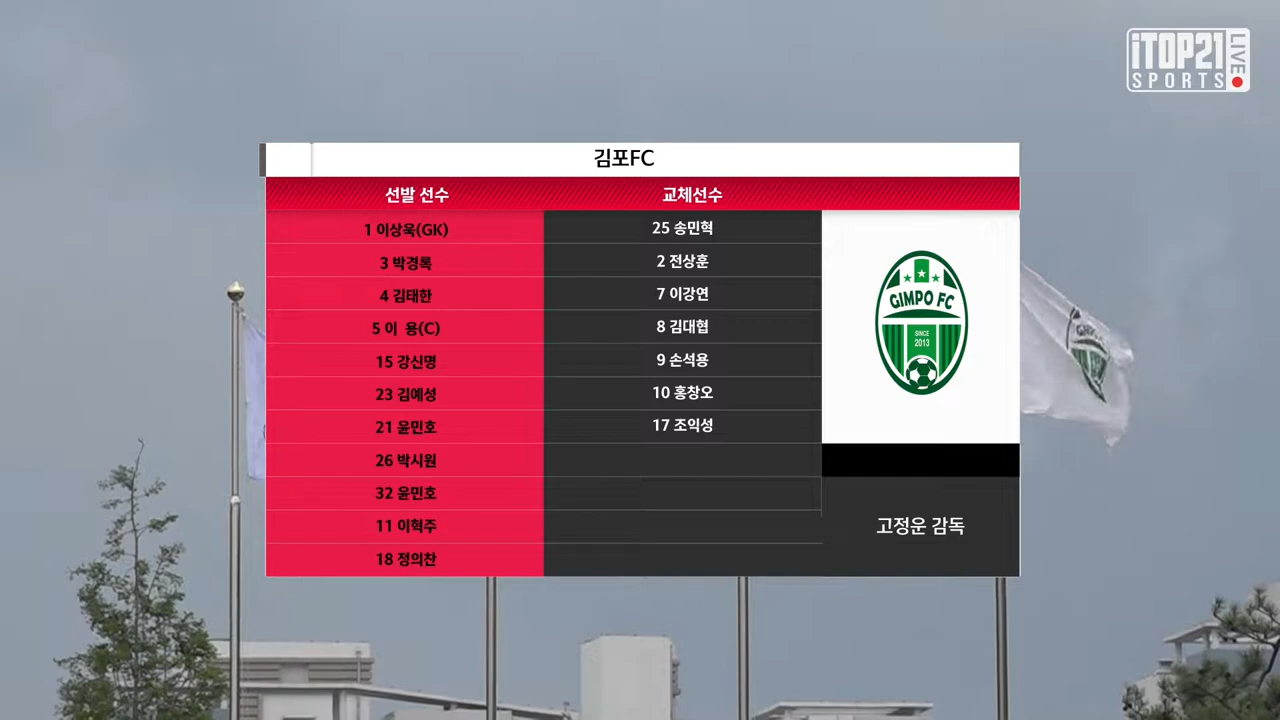 iTOP21
SPORTS
LIVE
김포FC
선발 선수
교체선수
1 이상욱(GK)
3 박경록
4 김태한
5 이 용(C)
15 강신명
23 김예성
21 윤민호
26 박시원
32 윤민호
11 이혁주
18 정의찬
25 송민혁
2 전상훈
7 이강연
8 김대협
9 손석용
10 홍창오
17 조익성
GIMPO FC
SINCE
2013
고정운 감독